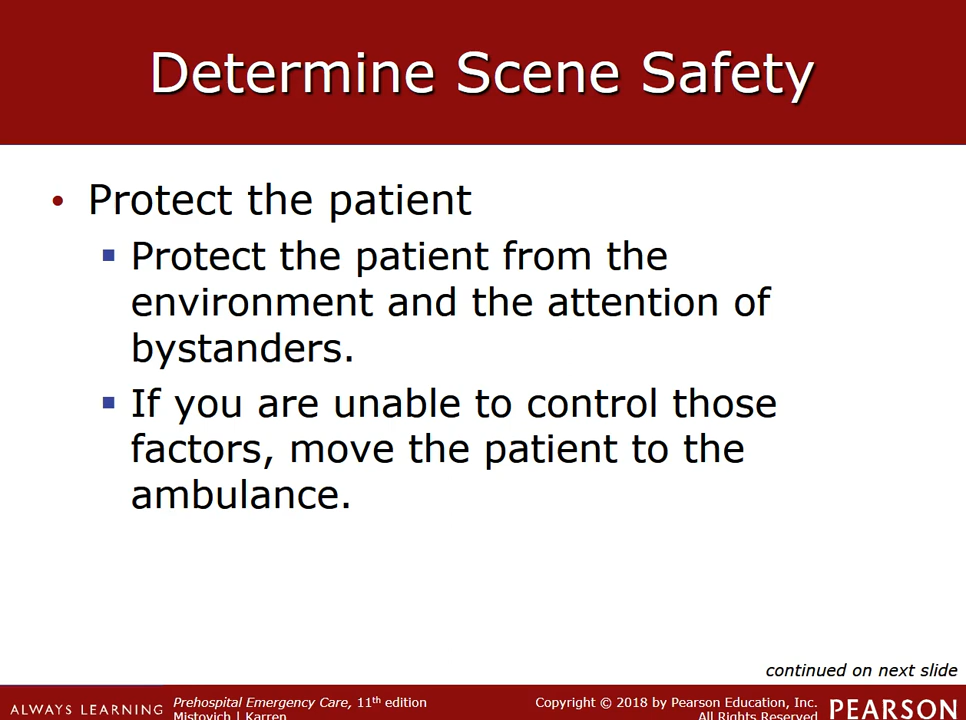 Determine Scene Safety
• Protect the patient
▪ Protect the patient from the
environment and the attention of
bystanders.
▪ If you are unable to control those
factors, move the patient to the
ambulance.
continued on next slide
ALWAYS LEARNING
Prehospital Emergency Care, 11th edition
Mistovich | Karren
Copyright © 2018 by Pearson Education, Inc.
All Rights Reserved
PEARSON